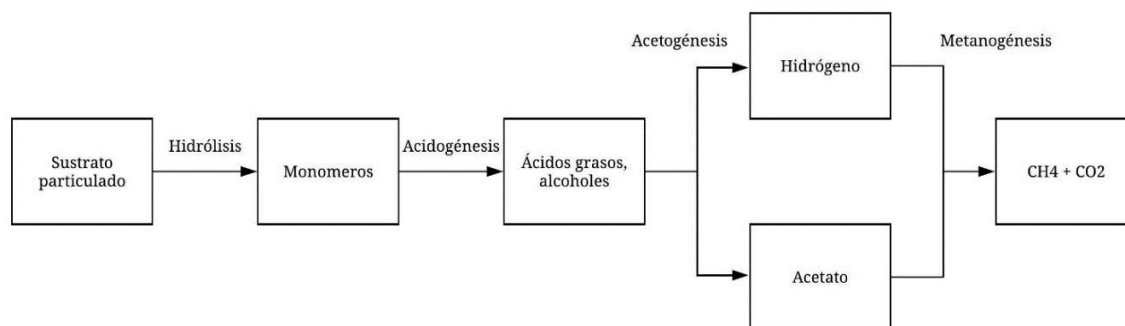 Sustrato
particulado
Hidrólisis
Monomeros
Acidogénesis
Ácidos grasos,
alcoholes
Acetogénesis
Hidrógeno
Acetato
Metanogénesis
CH4 + CO2